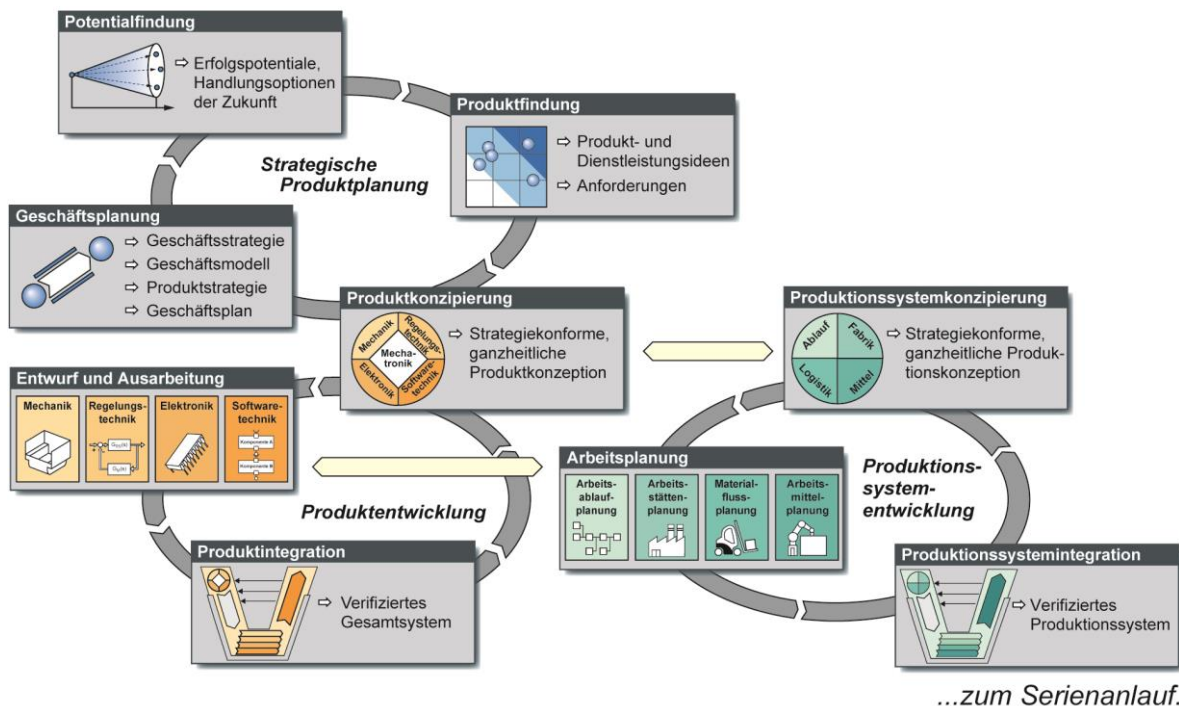 Potentialfindung
Erfolgspotentiale,
Handlungsoptionen
der Zukunft
Produktfindung
Produkt- und
Dienstleistungsideen
Anforderungen
Strategische
Produktplanung
Geschäftsplanung
Geschäftsstrategie
Geschäftsmodell
Produktstrategie
Geschäftsplan
Produktkonzipierung
Mechanik
Regelungs-
technik
Mecha-
tronik
Elektronik
Software-
technik
Strategiekonforme,
ganzheitliche
Produktkonzeption
Produktionssystemkonzipierung
Ablauf
Fabrik
Logistik
Mittel
Strategiekonforme,
ganzheitliche Produk-
tionskonzeption
Entwurf und Ausarbeitung
Mechanik
Regelungs-
technik
Elektronik
Software-
technik
Komponente A
Komponente B
Produktentwicklung
Arbeitsplanung
Arbeits-
ablauf-
planung
Arbeits-
stätten-
planung
Material-
fluss-
planung
Arbeits-
mittel-
planung
Produktions-
system-
entwicklung
Produktintegration
Verifiziertes
Gesamtsystem
Produktionssystemintegration
Verifiziertes
Produktionssystem
...zum Serienanlauf.